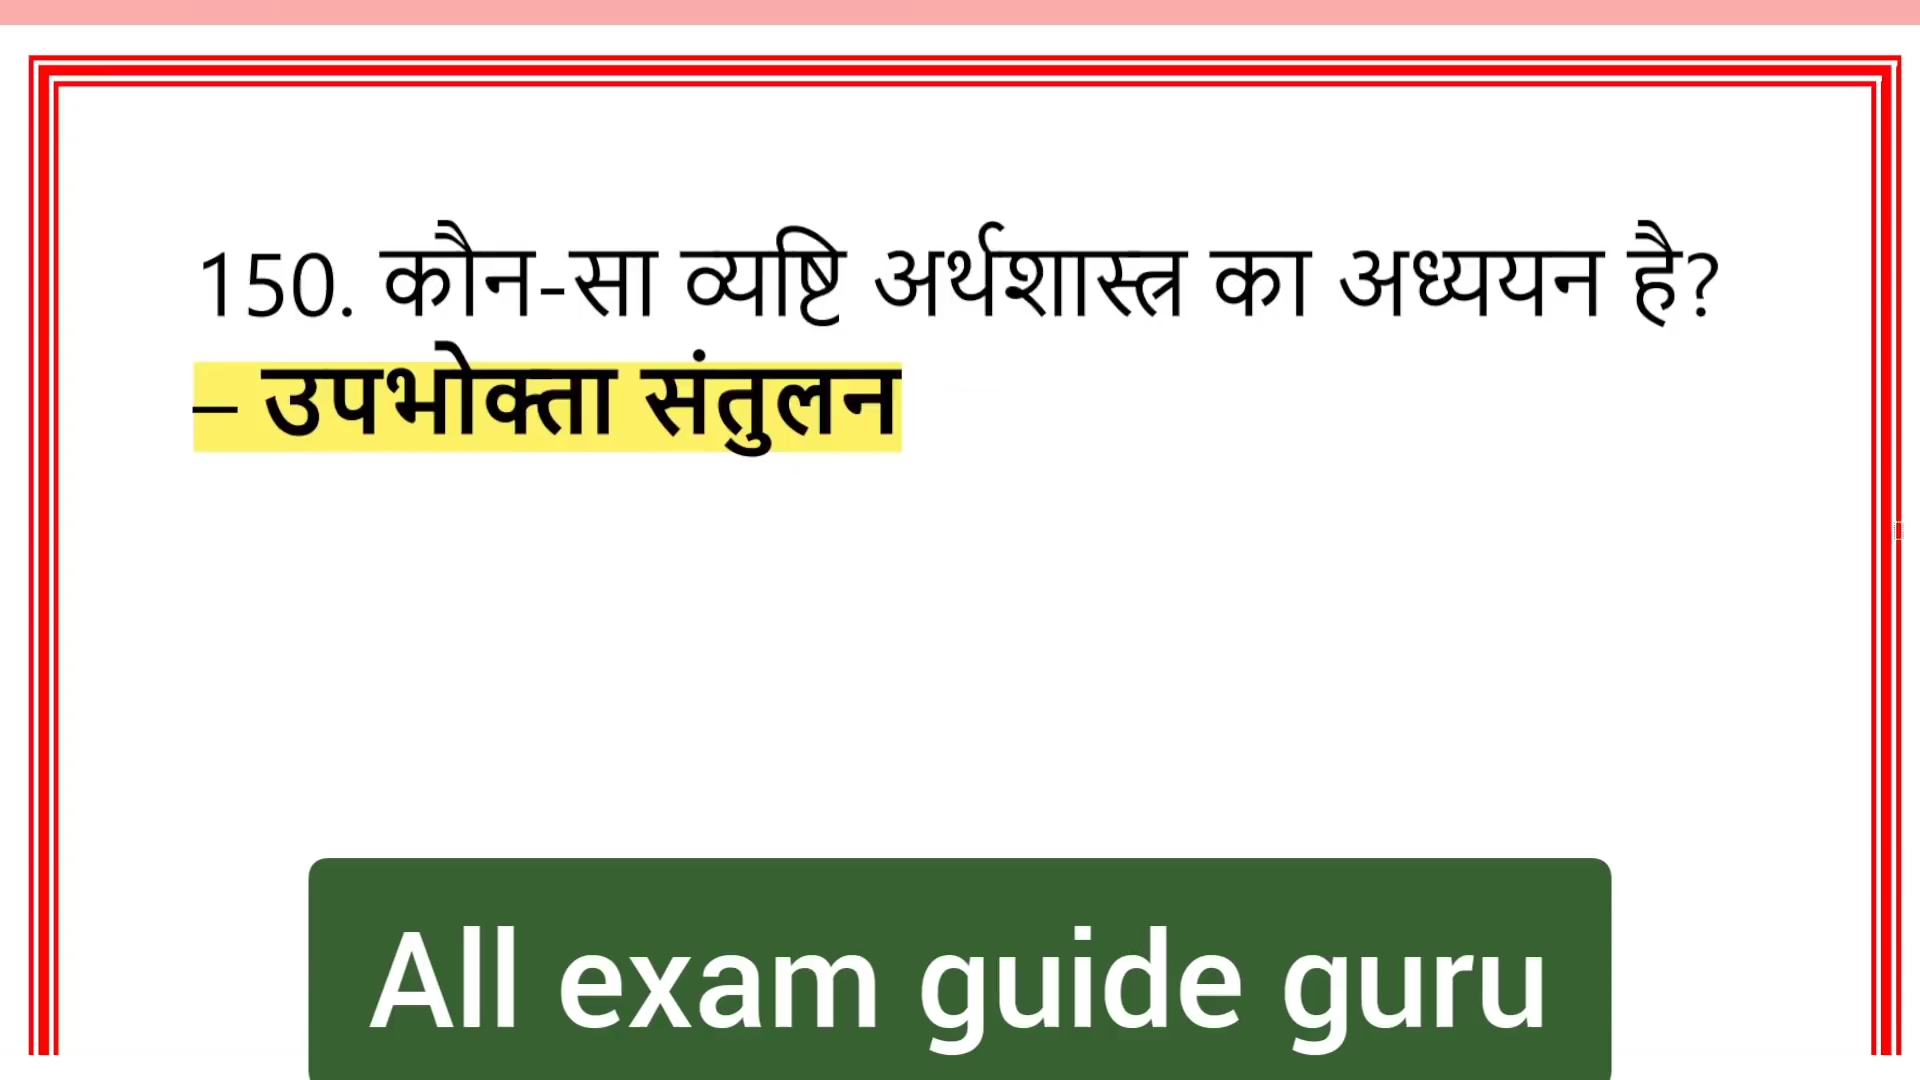 150. कौन-सा व्यष्टि अर्थशास्त्र का अध्ययन है?
– उपभोक्ता संतुलन
All exam guide guru